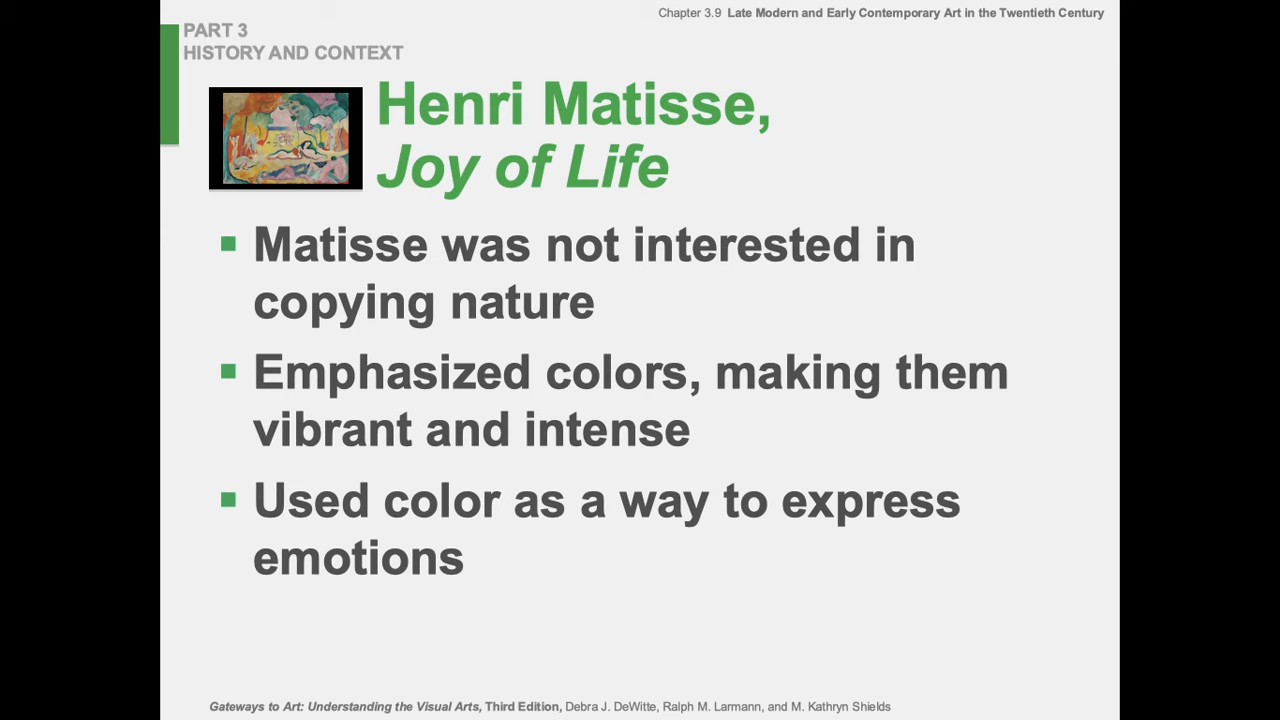 Chapter 3.9 Late Modern and Early Contemporary Art in the Twentieth Century
PART 3
HISTORY AND CONTEXT
Henri Matisse,
Joy of Life
▪ Matisse was not interested in
copying nature
▪ Emphasized colors, making them
vibrant and intense
▪ Used color as a way to express
emotions
Gateways to Art: Understanding the Visual Arts, Third Edition, Debra J. DeWitte, Ralph M. Larmann, and M. Kathryn Shields